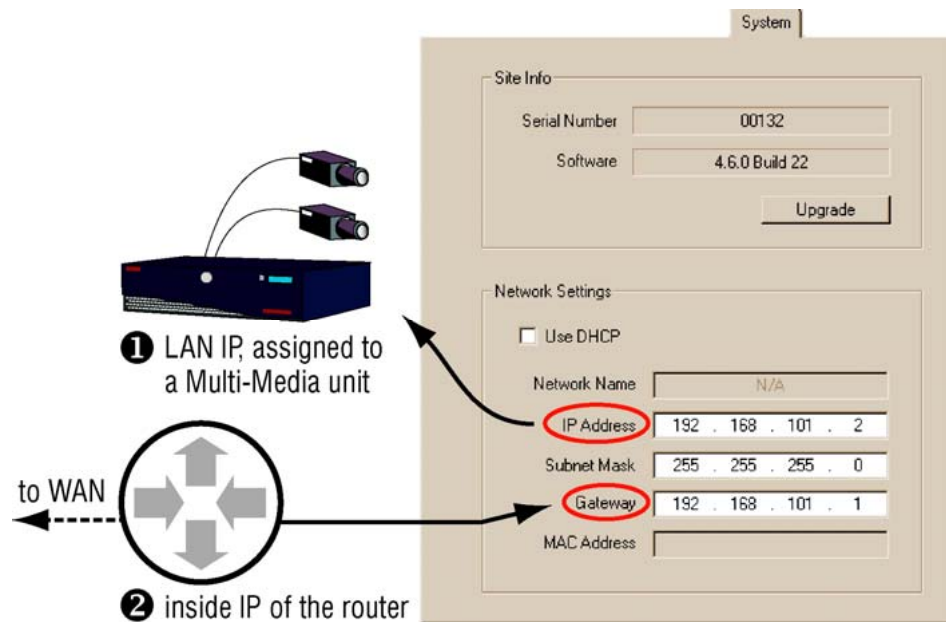 System
Site Info
Serial Number 00132
Software 4.6.0 Build 22
Upgrade
Network Settings
Use DHCP
Network Name N/A
IP Address 192 . 168 . 101 . 2
Subnet Mask 255 . 255 . 255 . 0
Gateway 192 . 168 . 101 . 1
MAC Address
❶ LAN IP, assigned to
a Multi-Media unit
to WAN
❷ inside IP of the router